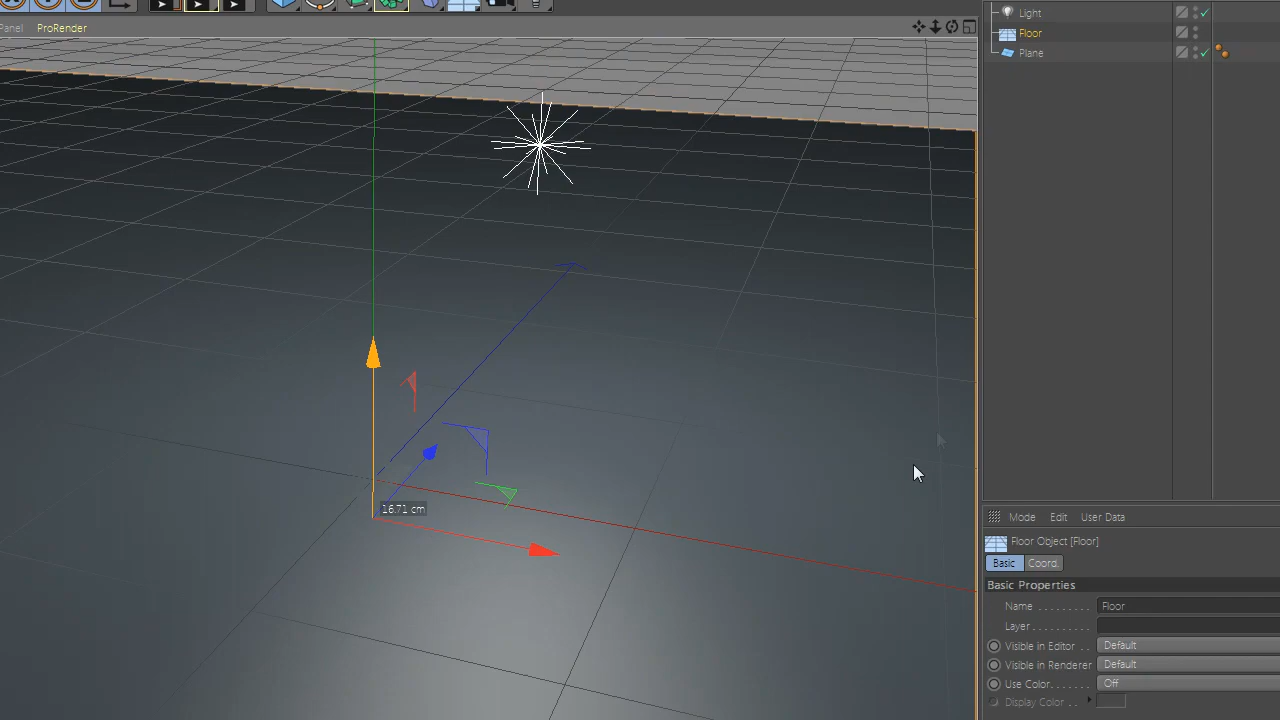 Panel ProRender
Light
Floor
Plane
16.71 cm
Mode Edit User Data
Floor Object [Floor]
Basic Coord.
Basic Properties
Name . . . . . . . . . Floor
Layer . . . . . . . . . .
Visible in Editor . . Default
Visible in Renderer Default
Use Color. . . . . . . Off
Display Color . .